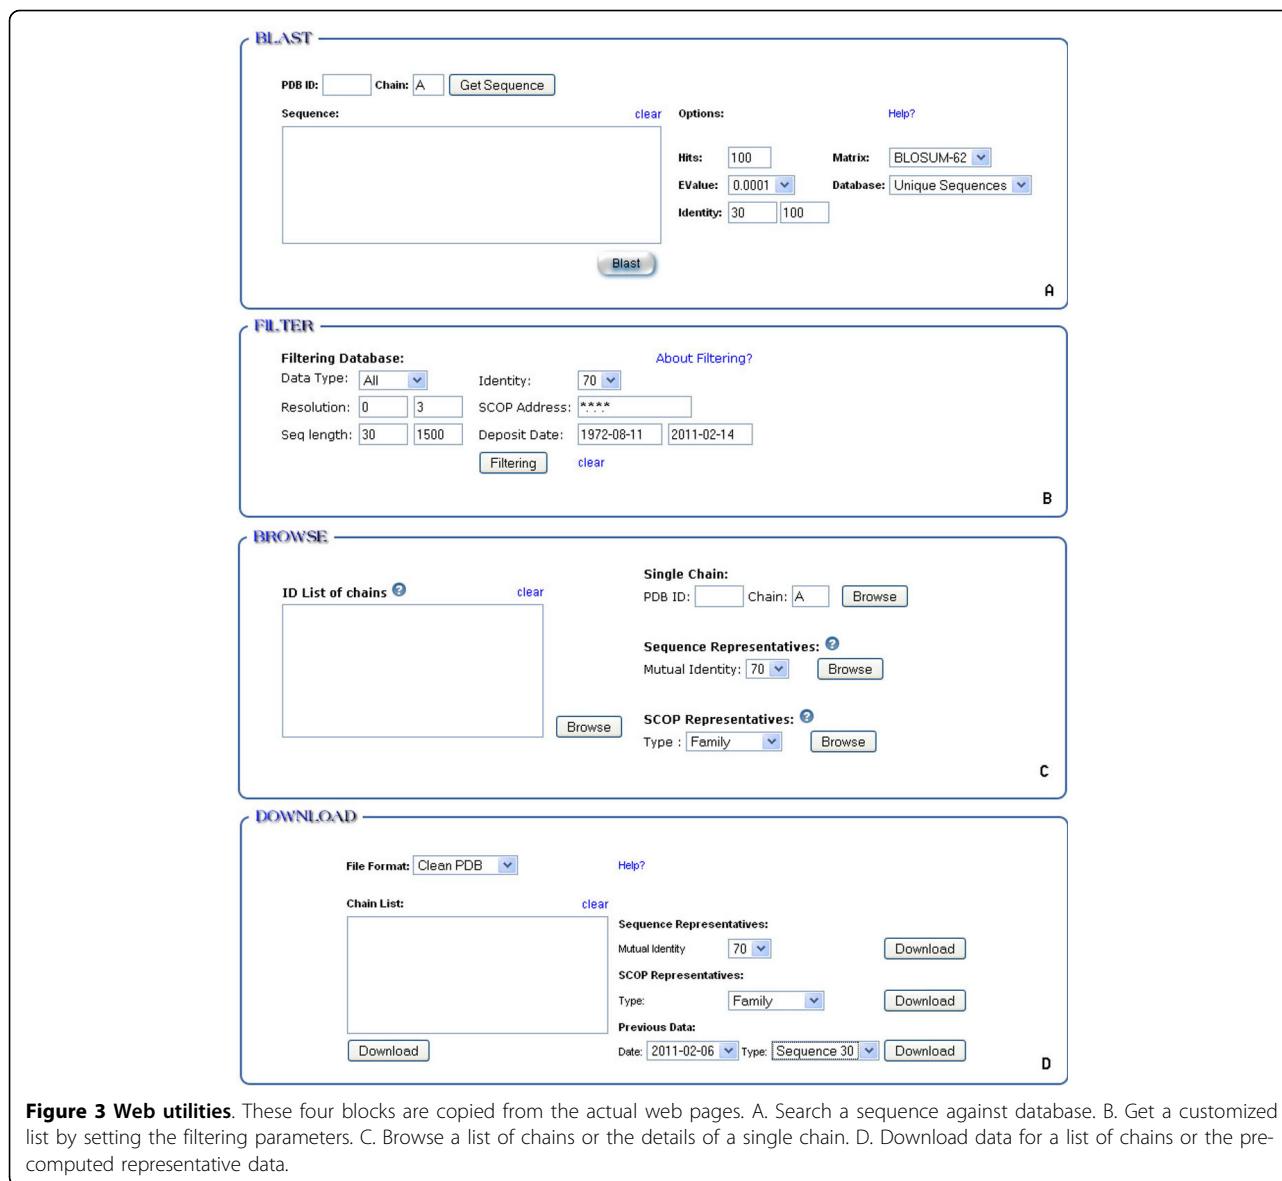 BLAST
PDB ID: Chain: A Get Sequence
Sequence: clear Options: Help?
Hits: 100 Matrix: BLOSUM-62
EValue: 0.0001 Database: Unique Sequences
Identity: 30 100
Blast
A
FILTER
Filtering Database: About Filtering?
Data Type: All Identity: 70
Resolution: 0 3 SCOP Address: *.*.*.*
Seq length: 30 1500 Deposit Date: 1972-08-11 2011-02-14
Filtering clear
B
BROWSE
Single Chain:
ID List of chains ? clear
PDB ID: Chain: A Browse
Sequence Representatives: ?
Mutual Identity: 70 Browse
SCOP Representatives: ?
Browse
Type : Family Browse
C
DOWNLOAD
File Format: Clean PDB Help?
Chain List: clear
Sequence Representatives:
Mutual Identity 70 Download
SCOP Representatives:
Type: Family Download
Previous Data:
Download Date: 2011-02-06 Type: Sequence 30 Download
D
Figure 3 Web utilities. These four blocks are copied from the actual web pages. A. Search a sequence against database. B. Get a customized
list by setting the filtering parameters. C. Browse a list of chains or the details of a single chain. D. Download data for a list of chains or the pre-
computed representative data.